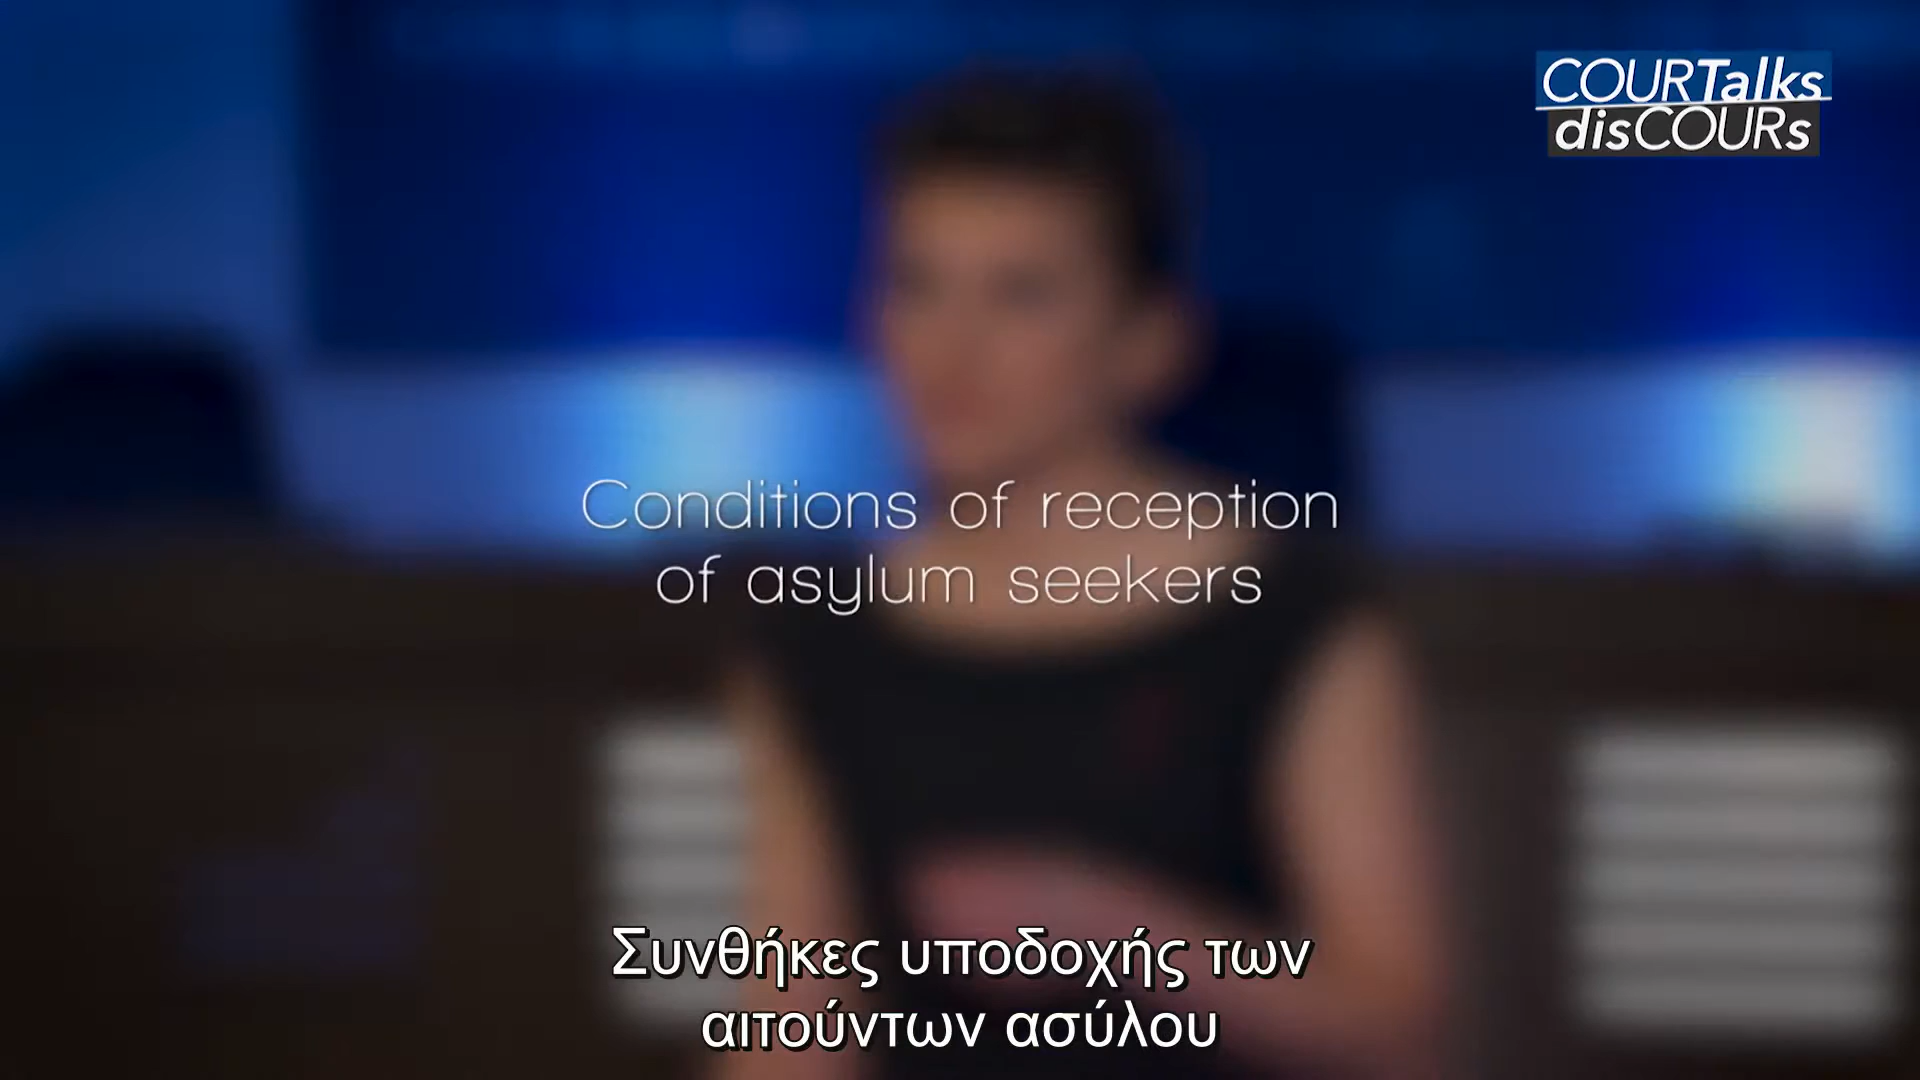 COURTalks
disCOURs
Conditions of reception
of asylum seekers
Συνθήκες υποδοχής των
αιτούντων ασύλου